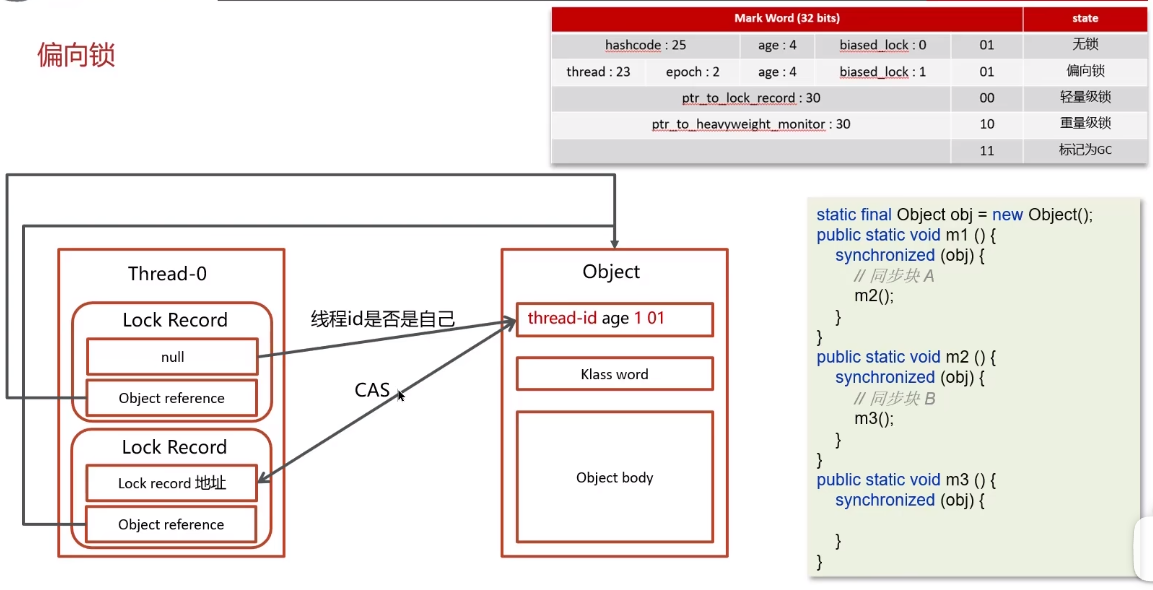 偏向锁
Mark Word (32 bits) state
hashcode : 25 age : 4 biased_lock : 0 01 无锁
thread : 23 epoch : 2 age : 4 biased_lock : 1 01 偏向锁
ptr_to_lock_record : 30 00 轻量级锁
ptr_to_heavyweight_monitor : 30 10 重量级锁
11 标记为GC
Thread-0
Lock Record
null
Object reference
Lock Record
Lock record 地址
Object reference
线程id是否是自己
CAS
Object
thread-id age 1 01
Klass word
Object body
static final Object obj = new Object();
public static void m1 () {
synchronized (obj) {
// 同步块 A
m2();
}
}
public static void m2 () {
synchronized (obj) {
// 同步块 B
m3();
}
}
public static void m3 () {
synchronized (obj) {
}
}